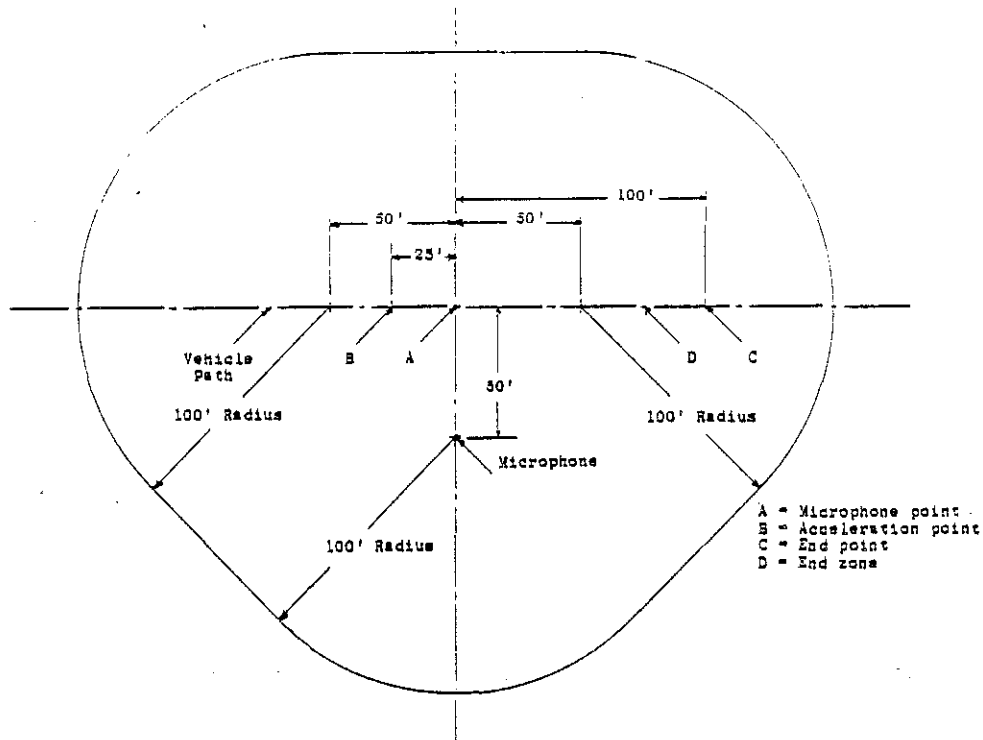 100'
50'
50'
25'
Vehicle
Path
B
A
D
C
50'
100' Radius
100' Radius
Microphone
100' Radius
A = Microphone point
B = Acceleration point
C = End point
D = End zone